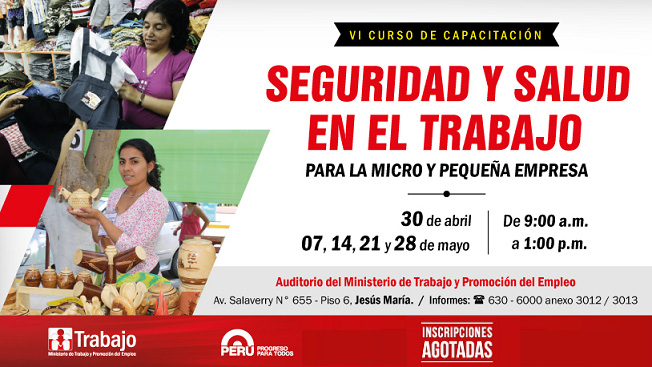 VI CURSO DE CAPACITACIÓN
SEGURIDAD Y SALUD
EN EL TRABAJO
PARA LA MICRO Y PEQUEÑA EMPRESA
30 de abril
07, 14, 21 y 28 de mayo
De 9:00 a.m.
a 1:00 p.m.
Auditorio del Ministerio de Trabajo y Promoción del Empleo
Av. Salaverry N° 655 - Piso 6, Jesús María. / Informes: ☎ 630 - 6000 anexo 3012 / 3013
Trabajo
Ministerio de Trabajo y Promoción del Empleo
PERÚ PROGRESO
PARA TODOS
INSCRIPCIONES
AGOTADAS